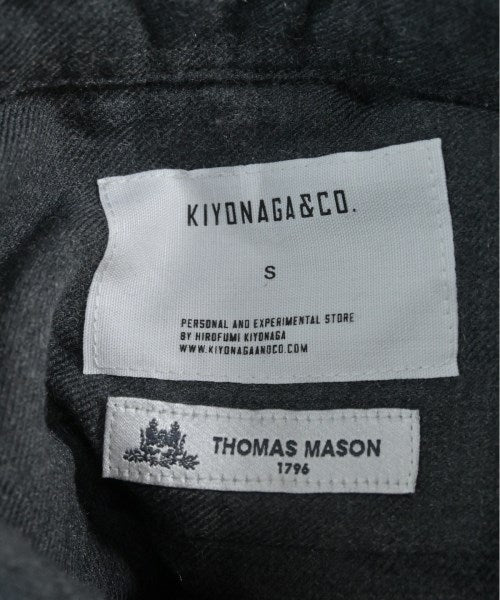 KIYONAGA&CO.
S
PERSONAL AND EXPERIMENTAL STORE
BY HIROFUMI KIYONAGA
WWW.KIYONAGAANDCO.COM
THOMAS MASON
1796